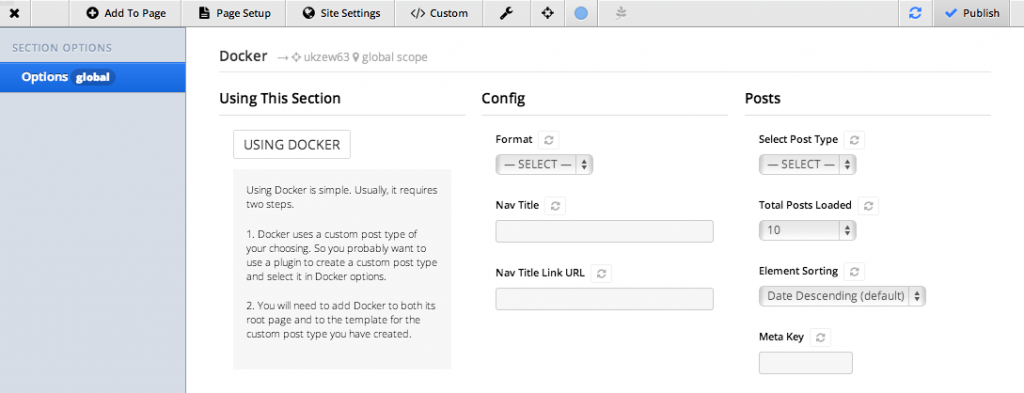 Add To Page
Page Setup
Site Settings
</> Custom
Publish
SECTION OPTIONS
Options global
Docker → ukzew63 global scope
Using This Section
USING DOCKER
Using Docker is simple. Usually, it requires
two steps.
1. Docker uses a custom post type of
your choosing. So you probably want to
use a plugin to create a custom post type
and select it in Docker options.
2. You will need to add Docker to both its
root page and to the template for the
custom post type you have created.
Config
Format
— SELECT —
Nav Title
Nav Title Link URL
Posts
Select Post Type
— SELECT —
Total Posts Loaded
10
Element Sorting
Date Descending (default)
Meta Key